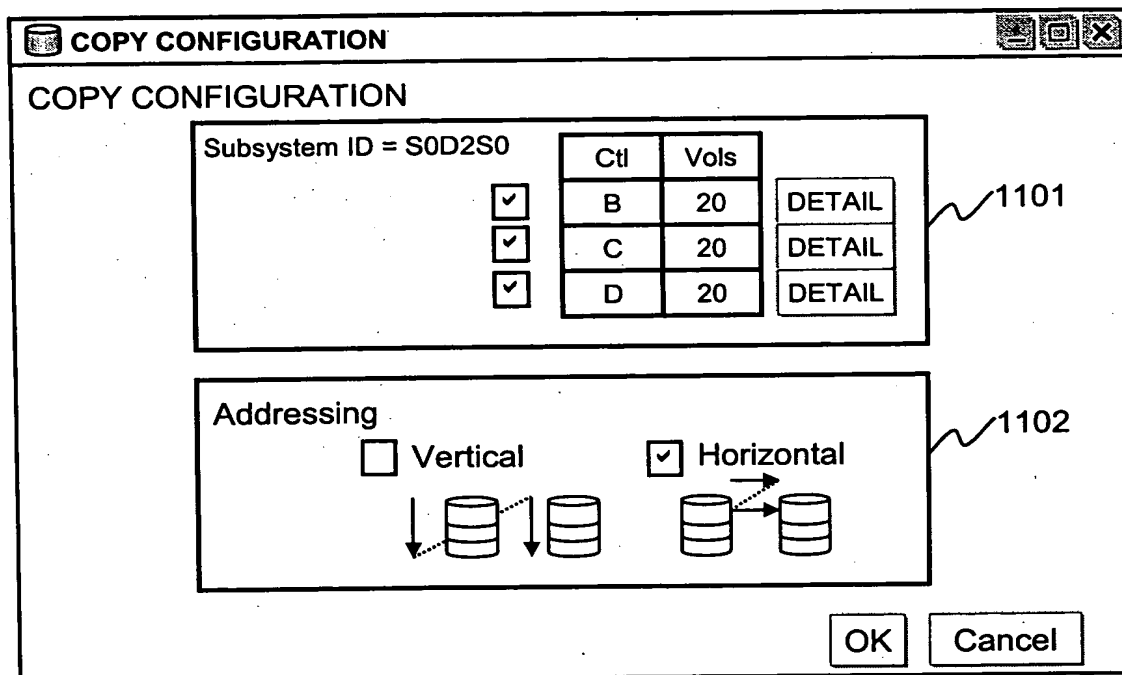 COPY CONFIGURATION
COPY CONFIGURATION
Subsystem ID = S0D2S0
Ctl Vols
B 20 DETAIL
C 20 DETAIL
D 20 DETAIL
1101
Addressing
Vertical Horizontal
1102
OK Cancel